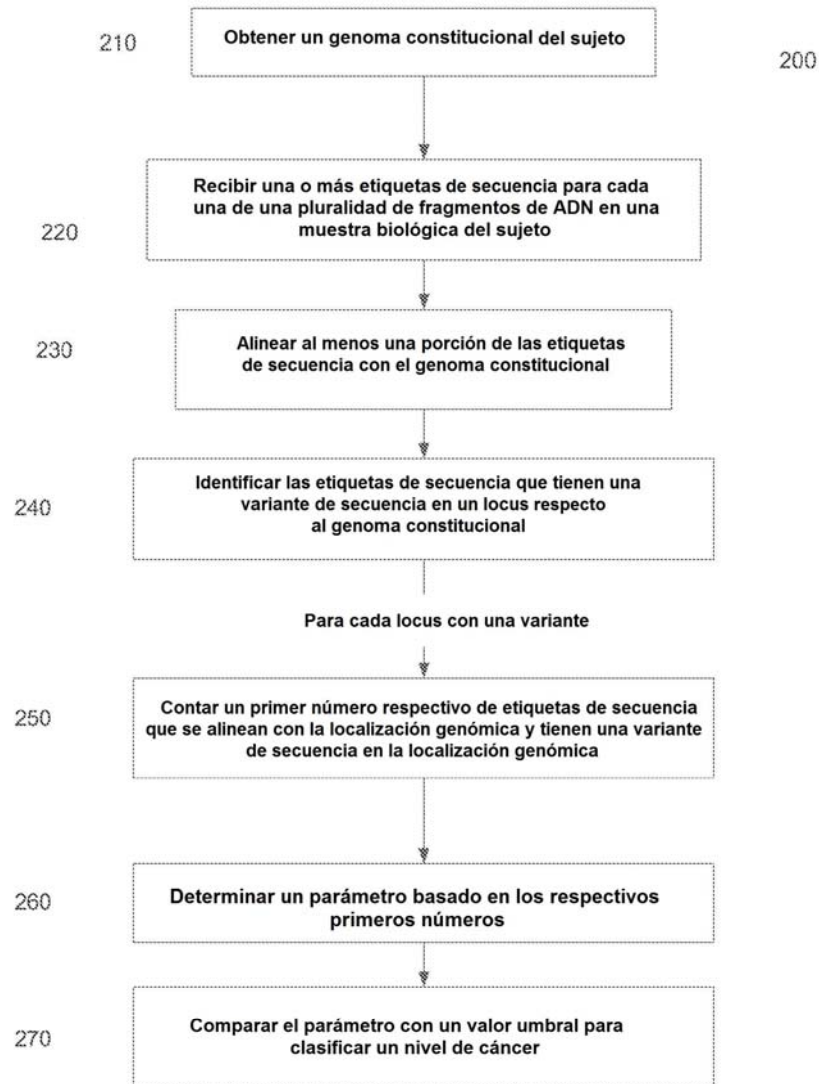 210
Obtener un genoma constitucional del sujeto
200
Recibir una o más etiquetas de secuencia para cada
una de una pluralidad de fragmentos de ADN en una
muestra biológica del sujeto
220
230
Alinear al menos una porción de las etiquetas
de secuencia con el genoma constitucional
240
Identificar las etiquetas de secuencia que tienen una
variante de secuencia en un locus respecto
al genoma constitucional
Para cada locus con una variante
250
Contar un primer número respectivo de etiquetas de secuencia
que se alinean con la localización genómica y tienen una variante
de secuencia en la localización genómica
260
Determinar un parámetro basado en los respectivos
primeros números
270
Comparar el parámetro con un valor umbral para
clasificar un nivel de cáncer